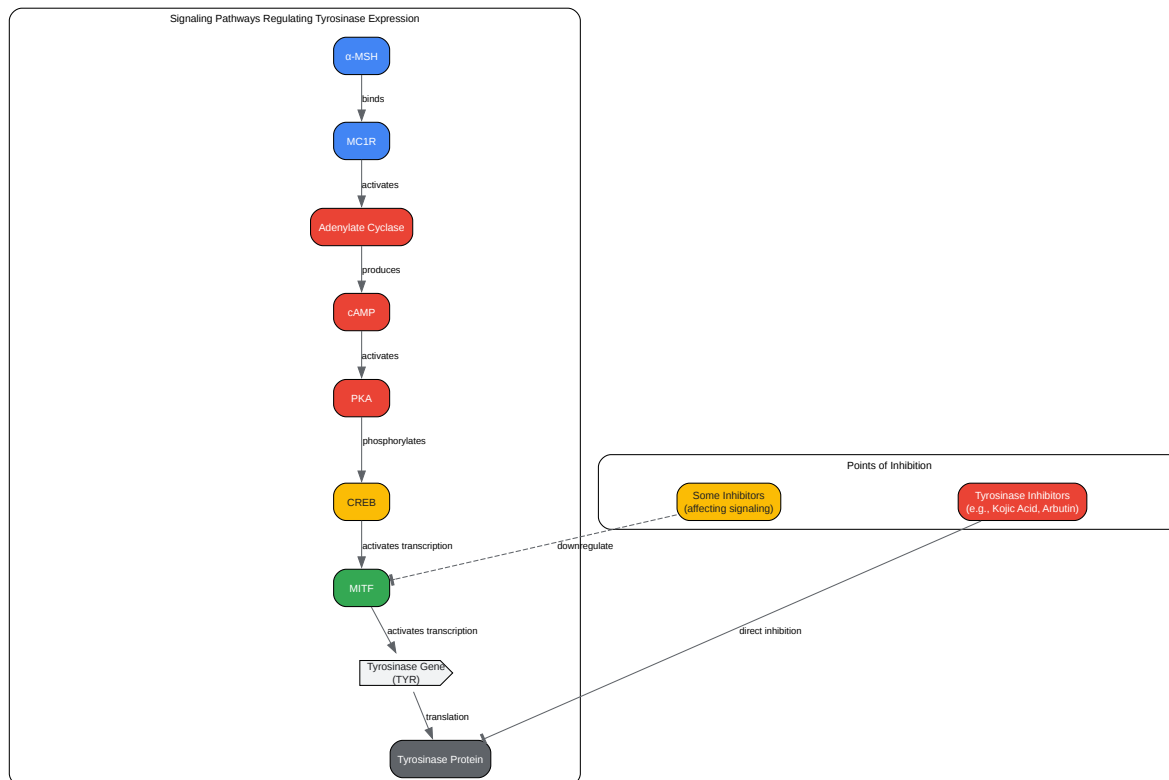 Signaling Pathways Regulating Tyrosinase Expression
α-MSH
binds
MC1R
activates
Adenylate Cyclase
produces
cAMP
activates
PKA
phosphorylates
CREB
activates transcription
MITF
activates transcription
Tyrosinase Gene
(TYR)
translation
Tyrosinase Protein
Points of Inhibition
Some Inhibitors
(affecting signaling)
Tyrosinase Inhibitors
(e.g., Kojic Acid, Arbutin)
downregulate
direct inhibition